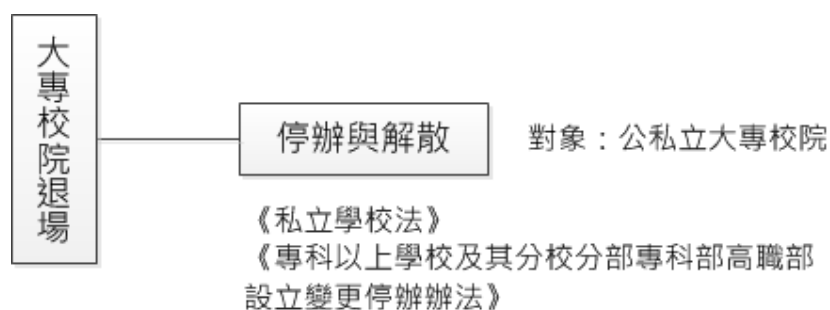 大專校院退場
停辦與解散
對象：公私立大專校院
《私立學校法》
《專科以上學校及其分校分部專科部高職部
設立變更停辦辦法》